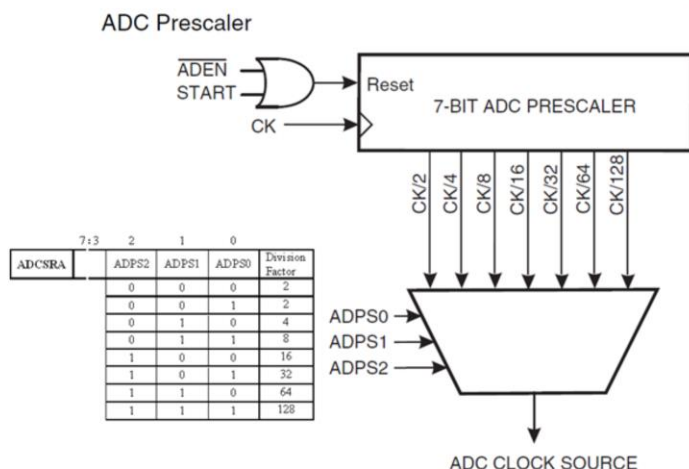 ADC Prescaler
ADEN
START
Reset
7-BIT ADC PRESCALER
CK
CK/2
CK/4
CK/8
CK/16
CK/32
CK/64
CK/128
7:3 2 1 0
ADCSRA ADPS2 ADPS1 ADPS0 Division Factor
0 0 0 2
0 0 1 2
0 1 0 4
0 1 1 8
1 0 0 16
1 0 1 32
1 1 0 64
1 1 1 128
ADPS0
ADPS1
ADPS2
ADC CLOCK SOURCE